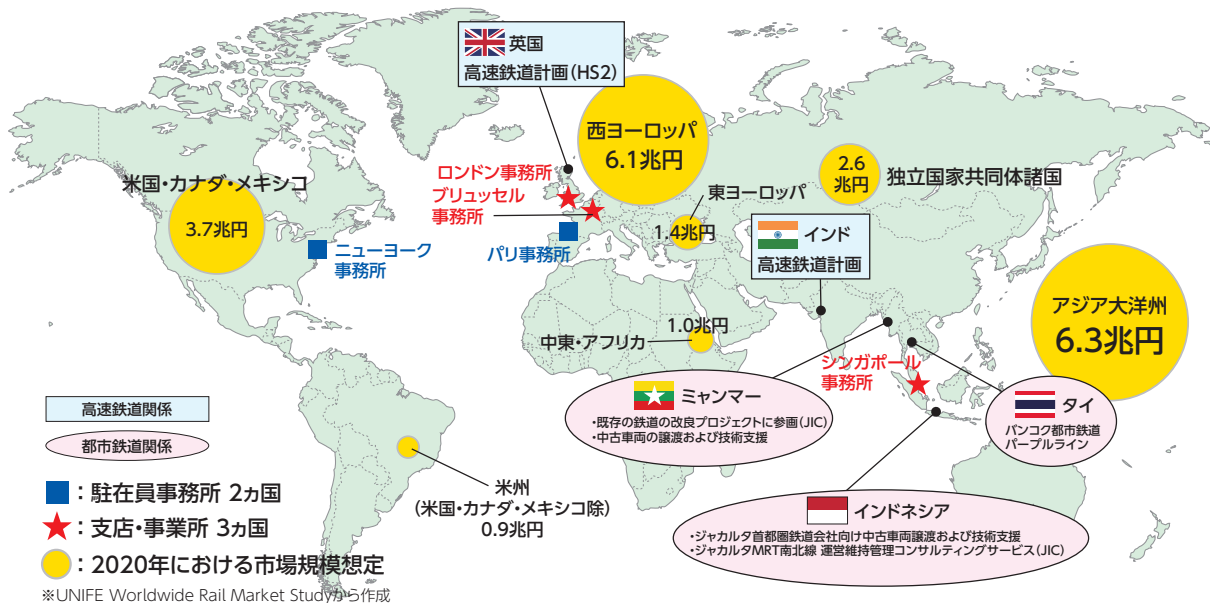 英国
高速鉄道計画(HS2)
西ヨーロッパ
6.1兆円
2.6
兆円
独立国家共同体諸国
ロンドン事務所
ブリュッセル
事務所
東ヨーロッパ
1.4兆円
米国・カナダ・メキシコ
3.7兆円
ニューヨーク
事務所
パリ事務所
インド
高速鉄道計画
アジア大洋州
6.3兆円
中東・アフリカ
1.0兆円
シンガポール
事務所
ミャンマー
・既存の鉄道の改良プロジェクトに参画(JIC)
・中古車両の譲渡および技術支援
タイ
バンコク都市鉄道
パープルライン
インドネシア
・ジャカルタ首都圏鉄道会社向け中古車両譲渡および技術支援
・ジャカルタMRT南北線 運営維持管理コンサルティングサービス(JIC)
米州
(米国・カナダ・メキシコ除)
0.9兆円
高速鉄道関係
都市鉄道関係
：駐在員事務所 2ヵ国
：支店・事業所 3ヵ国
：2020年における市場規模想定
※UNIFE Worldwide Rail Market Studyから作成